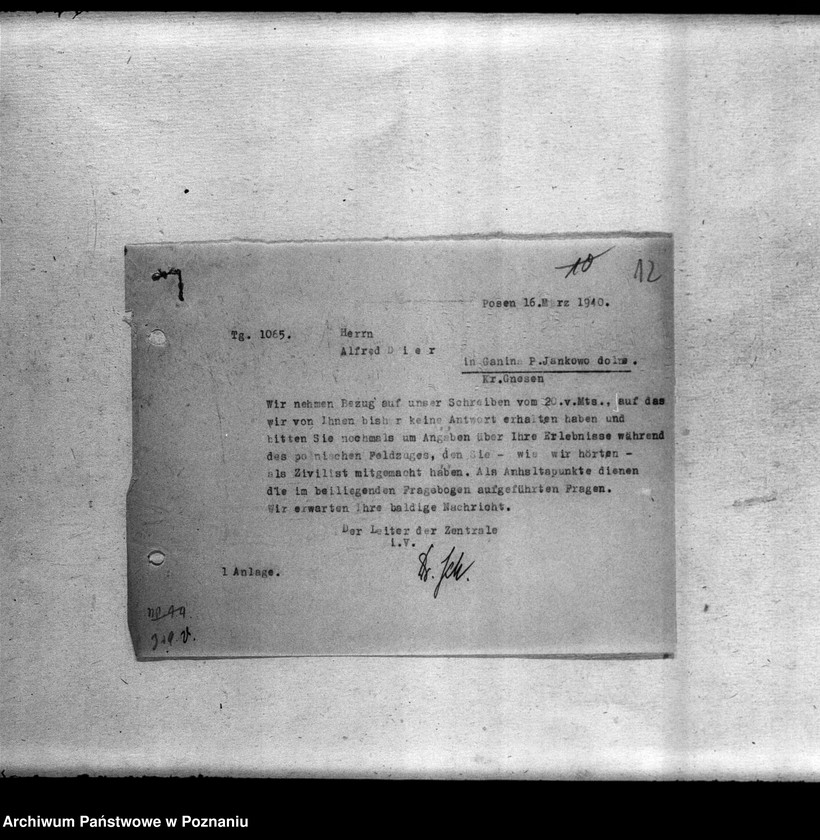 10
12
Posen 16.März 1940.
Tg. 1065.
Herrn
Alfred D i e r
in Ganina P.Jankowo dolne.
Kr.Gnesen
Wir nehmen Bezug auf unser Schreiben vom 20.v.Mts., auf das
wir von Ihnen bisher keine Antwort erhalten haben und
bitten Sie nochmals um Angaben über Ihre Erlebnisse während
des polnischen Feldzuges, den Sie - wie wir hörten -
als Zivilist mitgemacht haben. Als Anhaltapunkte dienen
die im beiliegenden Fragebogen aufgeführten Fragen.
Wir erwarten Ihre baldige Nachricht.
Der Leiter der Zentrale
i.V.
1 Anlage.
Archiwum Państwowe w Poznaniu